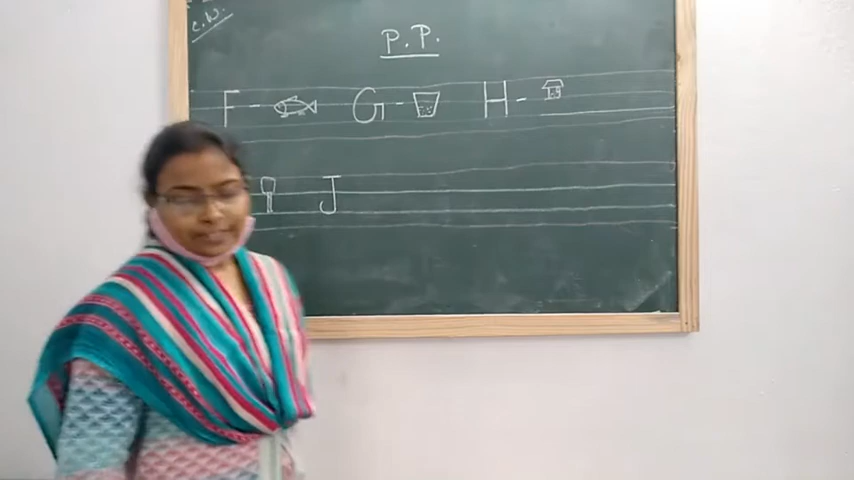 C.W.
P.P.
F - G - H -
J